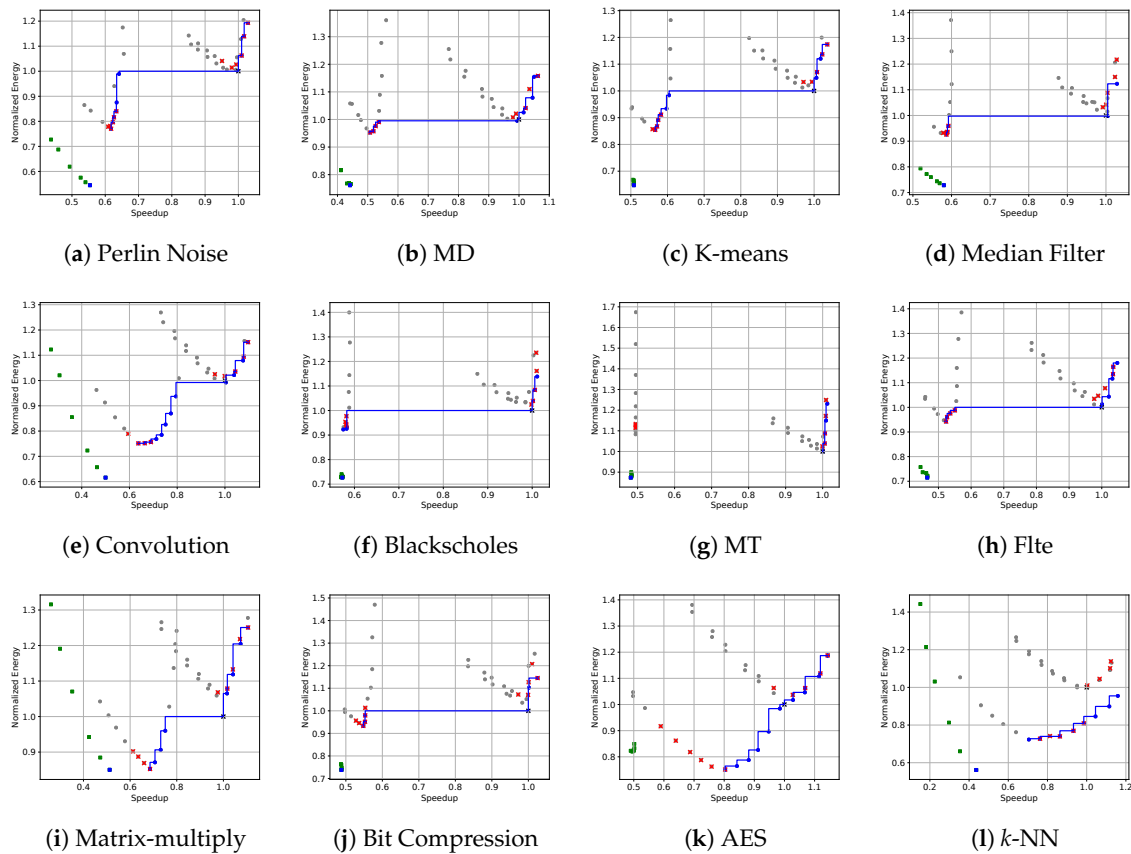 Normalized Energy
1.2
1.1
1.0
0.9
0.8
0.7
0.6
0.5 0.6 0.7 0.8 0.9 1.0
Speedup
(a) Perlin Noise
Normalized Energy
1.3
1.2
1.1
1.0
0.9
0.8
0.4 0.5 0.6 0.7 0.8 0.9 1.0 1.1
Speedup
(b) MD
Normalized Energy
1.3
1.2
1.1
1.0
0.9
0.8
0.7
0.5 0.6 0.7 0.8 0.9 1.0
Speedup
(c) K-means
Normalized Energy
1.4
1.3
1.2
1.1
1.0
0.9
0.8
0.7
0.6 0.7 0.8 0.9 1.0
Speedup
(d) Median Filter
Normalized Energy
1.3
1.2
1.1
1.0
0.9
0.8
0.7
0.6
0.4 0.6 0.8 1.0
Speedup
(e) Convolution
Normalized Energy
1.4
1.3
1.2
1.1
1.0
0.9
0.8
0.7
0.6 0.7 0.8 0.9 1.0
Speedup
(f) Blackscholes
Normalized Energy
1.7
1.6
1.5
1.4
1.3
1.2
1.1
1.0
0.9
0.5 0.6 0.7 0.8 0.9 1.0
Speedup
(g) MT
Normalized Energy
1.4
1.3
1.2
1.1
1.0
0.9
0.8
0.7
0.5 0.6 0.7 0.8 0.9 1.0
Speedup
(h) Flte
Normalized Energy
1.3
1.2
1.1
1.0
0.9
0.4 0.6 0.8 1.0
Speedup
(i) Matrix-multiply
Normalized Energy
1.5
1.4
1.3
1.2
1.1
1.0
0.9
0.8
0.7
0.5 0.6 0.7 0.8 0.9 1.0
Speedup
(j) Bit Compression
Normalized Energy
1.4
1.3
1.2
1.1
1.0
0.9
0.8
0.5 0.6 0.7 0.8 0.9 1.0 1.1
Speedup
(k) AES
Normalized Energy
1.4
1.2
1.0
0.8
0.6
0.2 0.4 0.6 0.8 1.0 1.2
Speedup
(l) k-NN